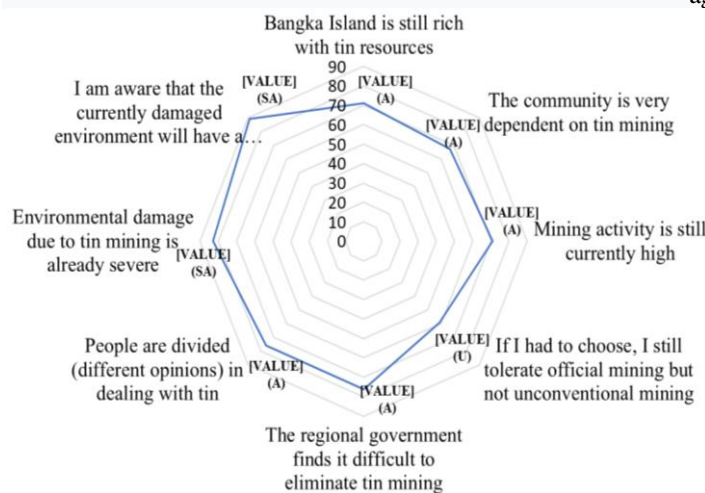 ag
Bangka Island is still rich
with tin resources
[VALUE]
(A)
The community is very
dependent on tin mining
[VALUE]
(A)
Mining activity is still
currently high
[VALUE]
(A)
If I had to choose, I still
tolerate official mining but
not unconventional mining
[VALUE]
(U)
The regional government
finds it difficult to
eliminate tin mining
[VALUE]
(A)
People are divided
(different opinions) in
dealing with tin
[VALUE]
(A)
Environmental damage
due to tin mining is
already severe
[VALUE]
(SA)
I am aware that the
currently damaged
environment will have a…
[VALUE]
(SA)
90
80
70
60
50
40
30
20
10
0